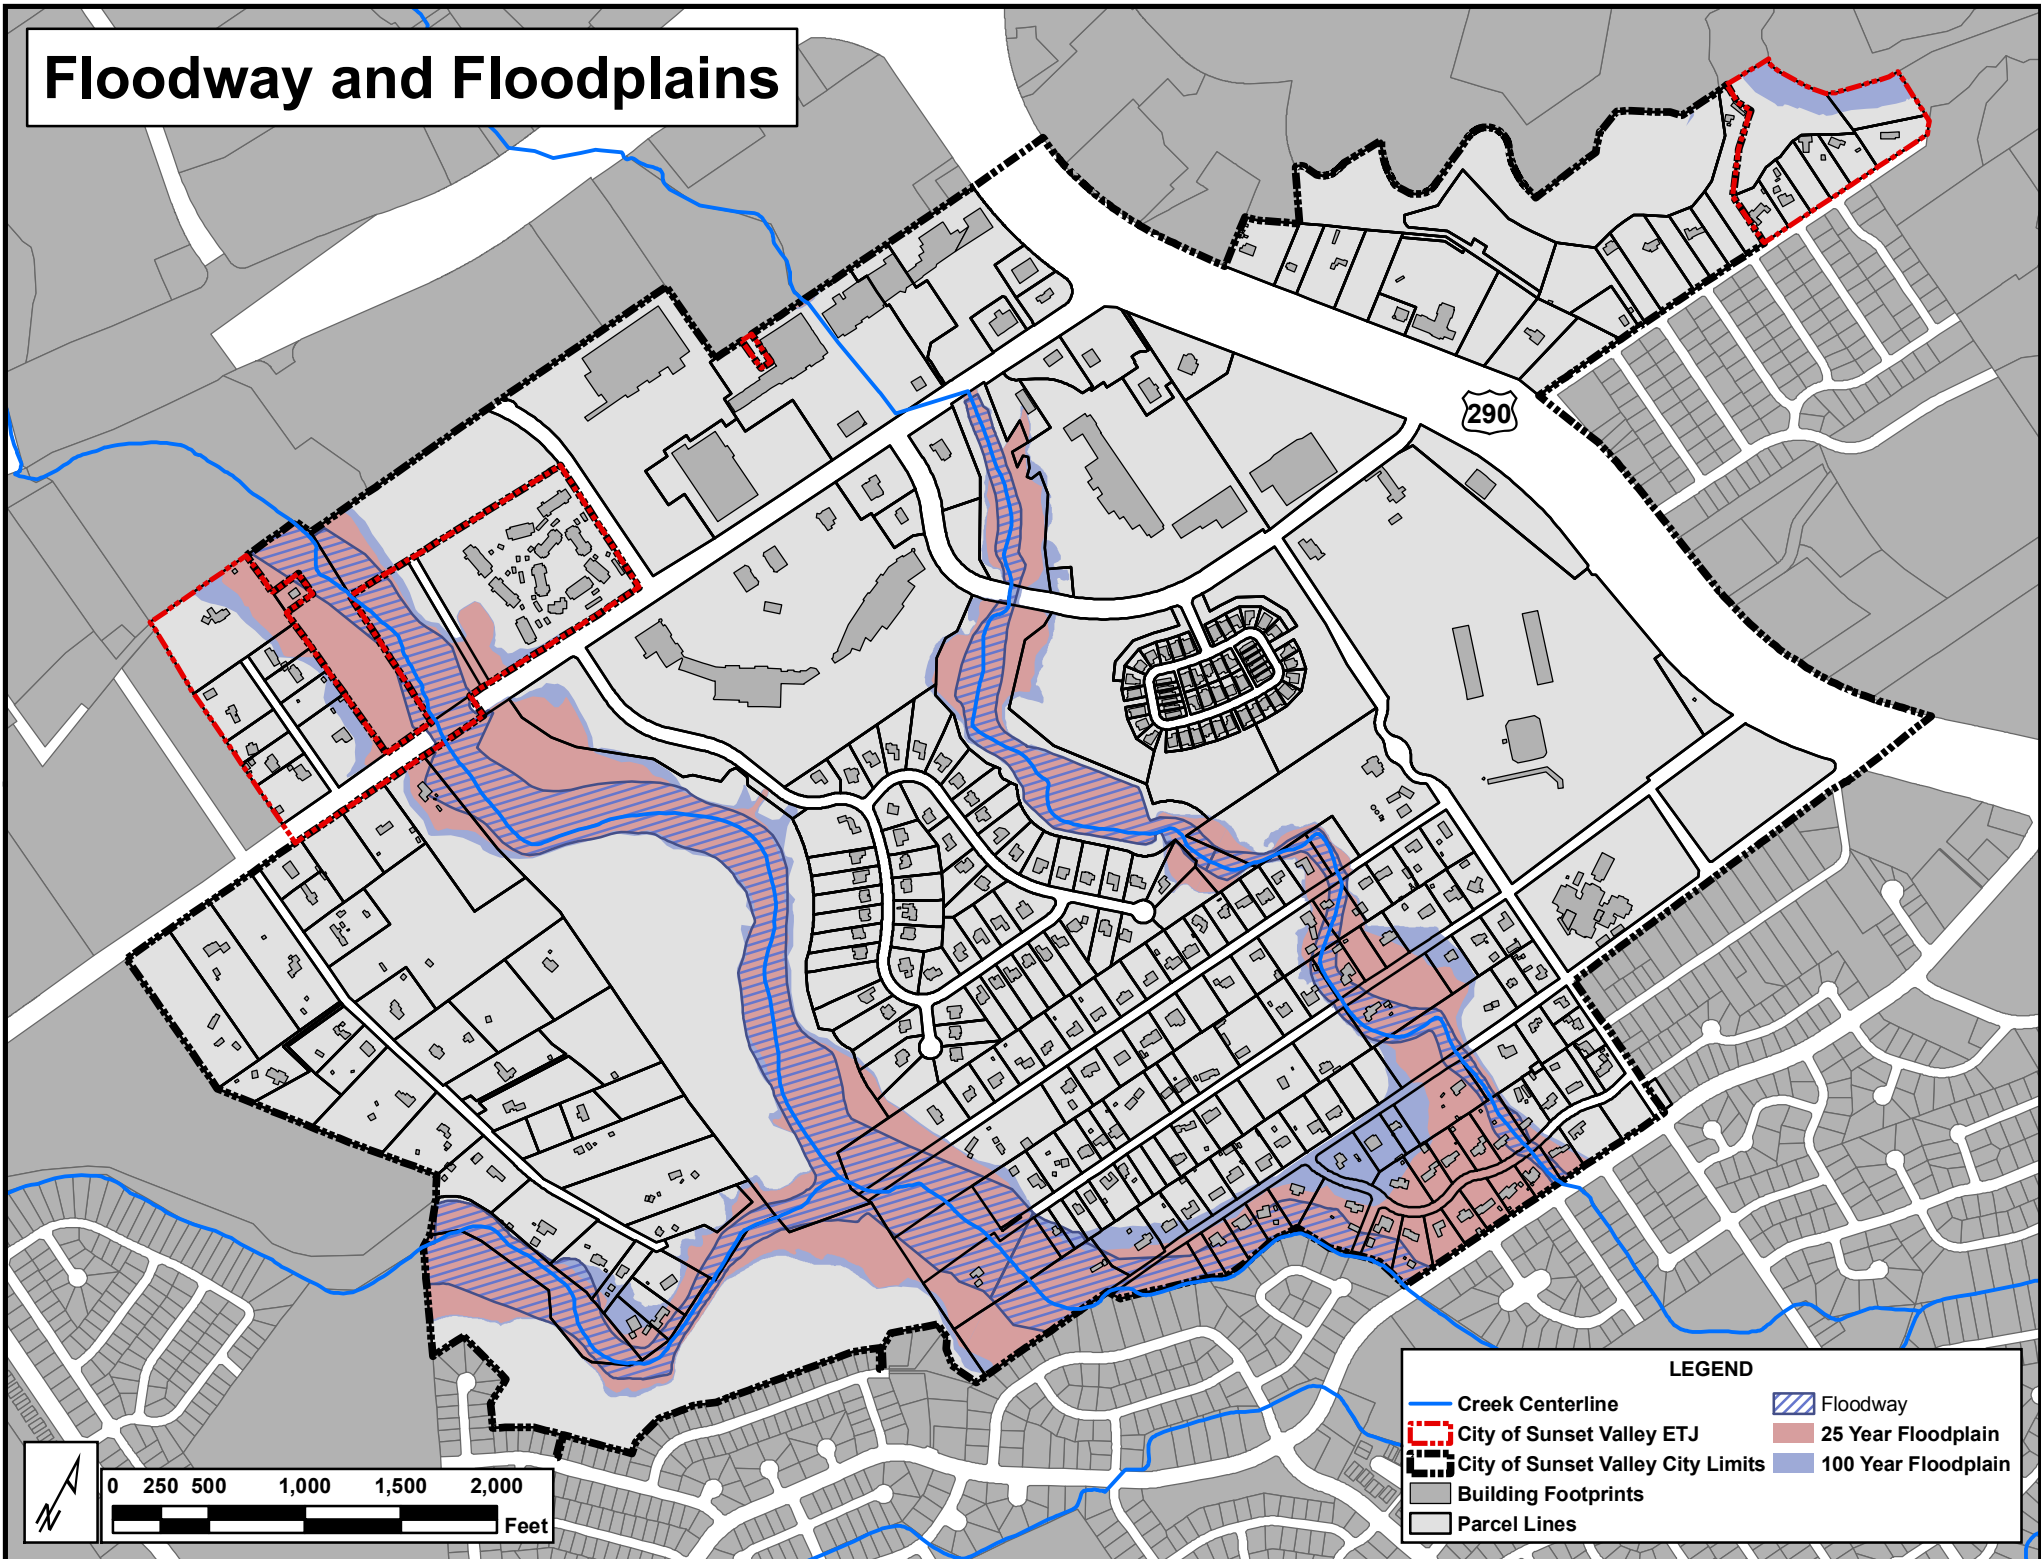 Floodway and Floodplains
290
LEGEND
Creek Centerline
City of Sunset Valley ETJ
City of Sunset Valley City Limits
Building Footprints
Parcel Lines
Floodway
25 Year Floodplain
100 Year Floodplain
N
0 250 500 1,000 1,500 2,000
Feet